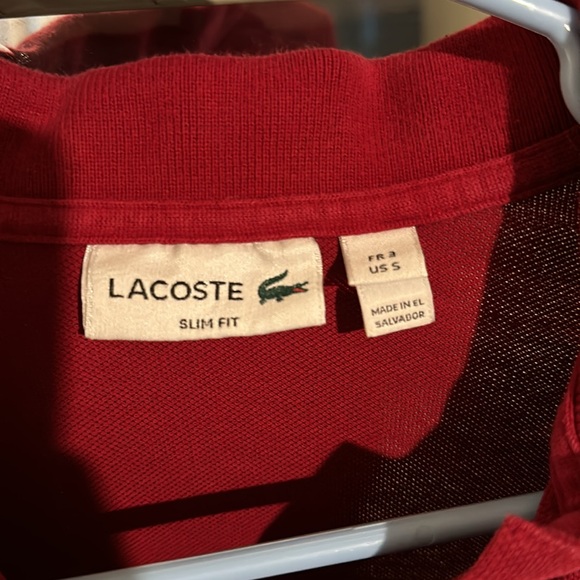 LACOSTE
SLIM FIT
FR 3
US S
MADE IN EL
SALVADOR